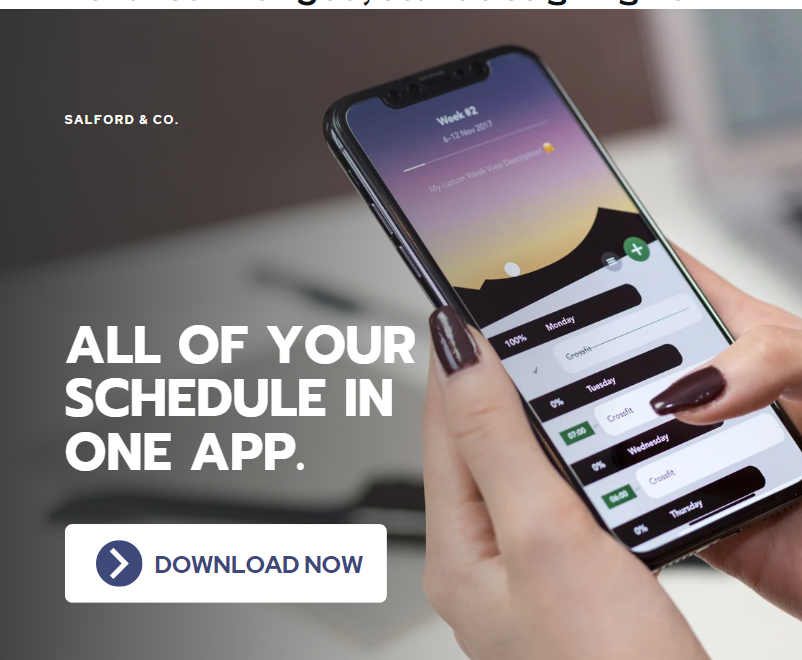 SALFORD & CO.
Week #2
6-12 Nov 2017
My custom Week View Description!
100% Monday
Crossfit
0% Tuesday
07:00 Crossfit
0% Wednesday
06:00 Crossfit
0% Thursday
ALL OF YOUR
SCHEDULE IN
ONE APP.
DOWNLOAD NOW